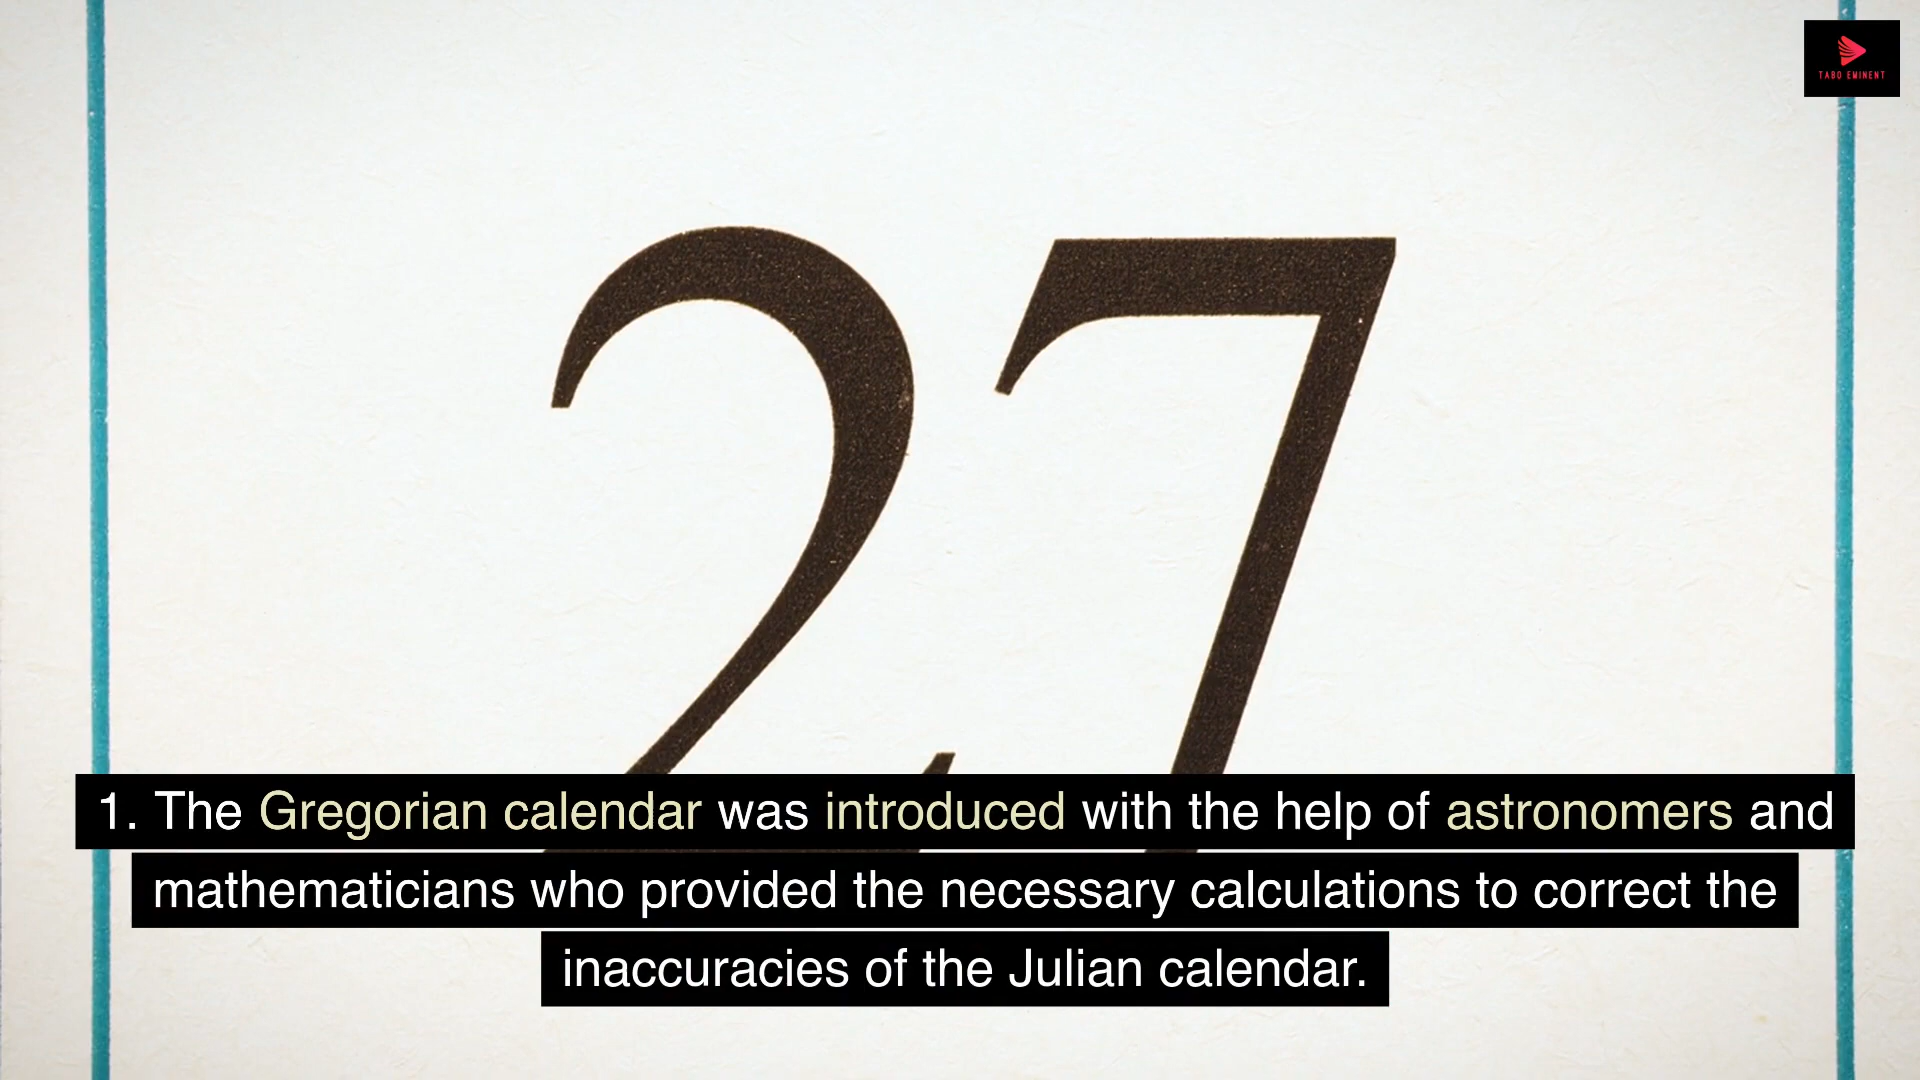 TABO EMINENT
27
1. The Gregorian calendar was introduced with the help of astronomers and
mathematicians who provided the necessary calculations to correct the
inaccuracies of the Julian calendar.